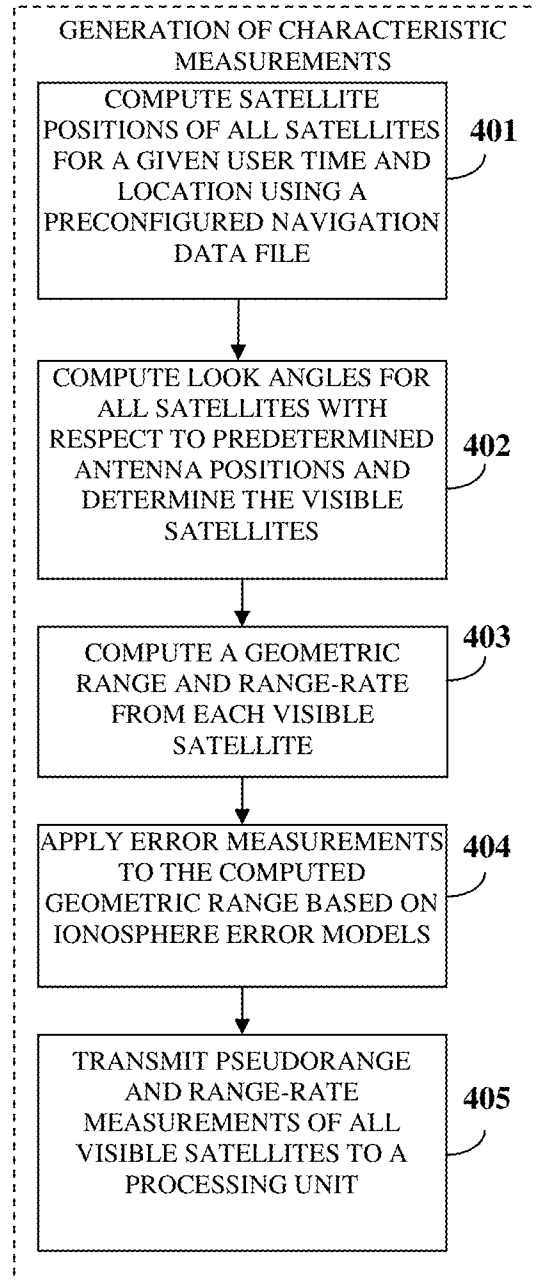 GENERATION OF CHARACTERISTIC
MEASUREMENTS
COMPUTE SATELLITE
POSITIONS OF ALL SATELLITES
FOR A GIVEN USER TIME AND
LOCATION USING A
PRECONFIGURED NAVIGATION
DATA FILE
401
COMPUTE LOOK ANGLES FOR
ALL SATELLITES WITH
RESPECT TO PREDETERMINED
ANTENNA POSITIONS AND
DETERMINE THE VISIBLE
SATELLITES
402
COMPUTE A GEOMETRIC
RANGE AND RANGE-RATE
FROM EACH VISIBLE
SATELLITE
403
APPLY ERROR MEASUREMENTS
TO THE COMPUTED
GEOMETRIC RANGE BASED ON
IONOSPHERE ERROR MODELS
404
TRANSMIT PSEUDORANGE
AND RANGE-RATE
MEASUREMENTS OF ALL
VISIBLE SATELLITES TO A
PROCESSING UNIT
405